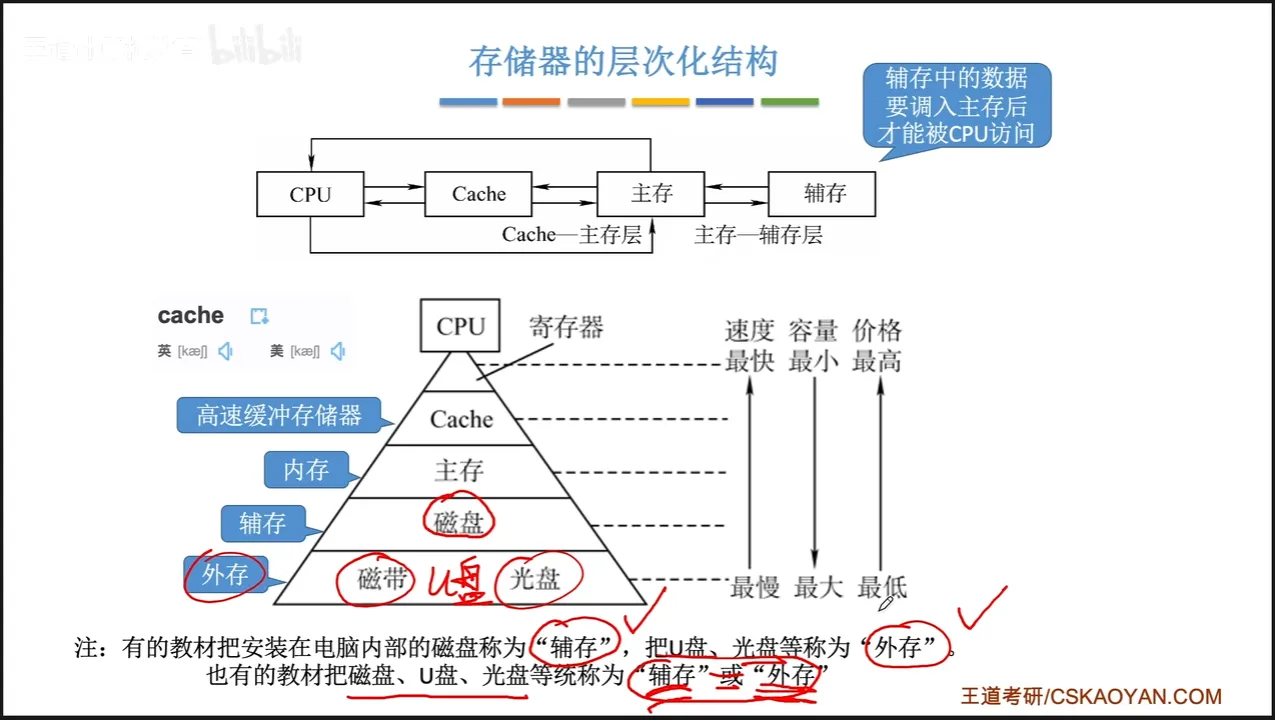 bilibili
存储器的层次化结构
辅存中的数据
要调入主存后
才能被CPU访问
CPU
Cache
主存
辅存
Cache—主存层
主存—辅存层
cache
英 [kæʃ]
美 [kæʃ]
CPU
寄存器
速度 容量 价格
最快 最小 最高
高速缓冲存储器
Cache
内存
主存
辅存
磁盘
外存
磁带 U盘 光盘
最慢 最大 最低
注：有的教材把安装在电脑内部的磁盘称为“辅存”，把U盘、光盘等称为“外存”。
也有的教材把磁盘、U盘、光盘等统称为“辅存”或“外存”
王道考研/CSKAOYAN.COM